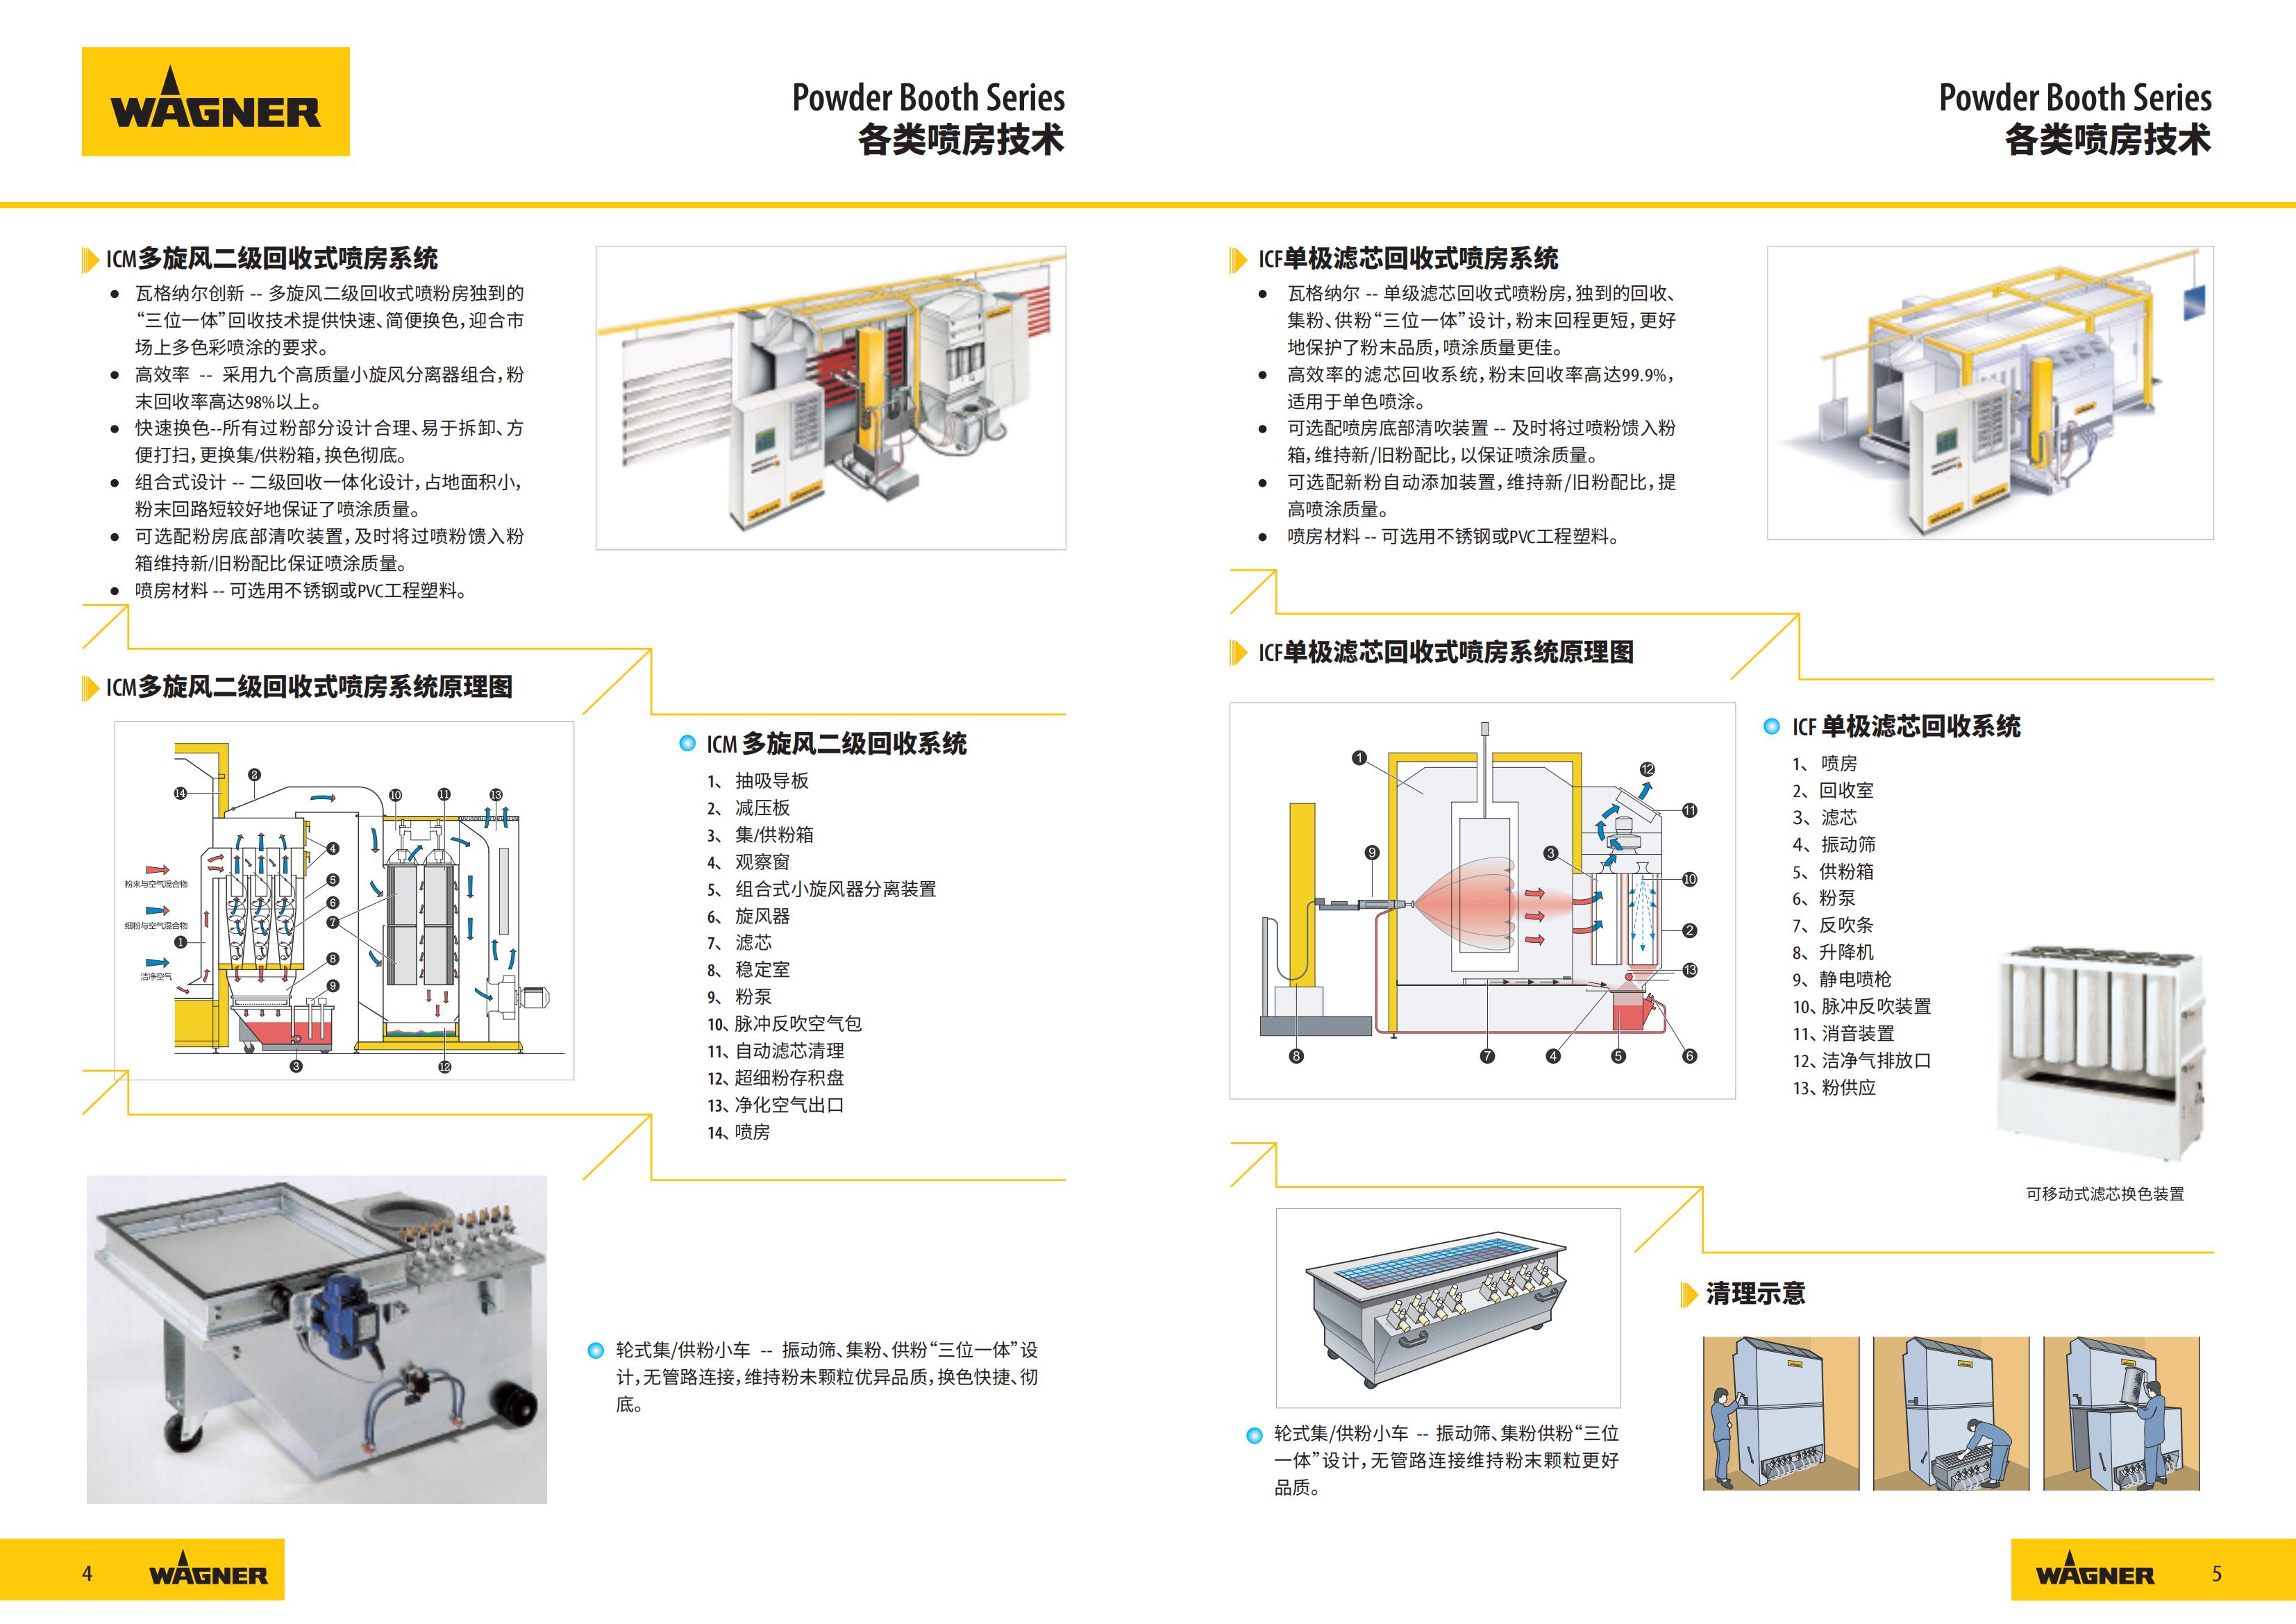 WAGNER
Powder Booth Series
各类喷房技术
ICM多旋风二级回收式喷房系统
● 瓦格纳尔创新 -- 多旋风二级回收式喷粉房独到的
“三位一体”回收技术提供快速、简便换色，迎合市
场上多色彩喷涂的要求。
● 高效率 -- 采用九个高质量小旋风分离器组合，粉
末回收率高达98%以上。
● 快速换色--所有过粉部分设计合理、易于拆卸、方
便打扫，更换集/供粉箱，换色彻底。
● 组合式设计 -- 二级回收一体化设计，占地面积小，
粉末回路短较好地保证了喷涂质量。
● 可选配粉房底部清吹装置，及时将过喷粉馈入粉
箱维持新/旧粉配比保证喷涂质量。
● 喷房材料 -- 可选用不锈钢或PVC工程塑料。
ICM多旋风二级回收式喷房系统原理图
2
14
10
11
13
4
粉末与空气混合物
5
6
细粉与空气混合物
7
1
洁净空气
8
9
3
12
ICM 多旋风二级回收系统
1、 抽吸导板
2、 减压板
3、 集/供粉箱
4、 观察窗
5、 组合式小旋风器分离装置
6、 旋风器
7、 滤芯
8、 稳定室
9、 粉泵
10、脉冲反吹空气包
11、自动滤芯清理
12、超细粉存积盘
13、净化空气出口
14、喷房
轮式集/供粉小车 -- 振动筛、集粉、供粉“三位一体”设
计，无管路连接，维持粉未颗粒优异品质，换色快捷、彻
底。
4
WAGNER
Powder Booth Series
各类喷房技术
ICF单极滤芯回收式喷房系统
● 瓦格纳尔 -- 单级滤芯回收式喷粉房，独到的回收、
集粉、供粉“三位一体”设计，粉末回程更短，更好
地保护了粉末品质，喷涂质量更佳。
● 高效率的滤芯回收系统，粉末回收率高达99.9%，
适用于单色喷涂。
● 可选配喷房底部清吹装置 -- 及时将过喷粉馈入粉
箱，维持新/旧粉配比，以保证喷涂质量。
● 可选配新粉自动添加装置，维持新/旧粉配比，提
高喷涂质量。
● 喷房材料 -- 可选用不锈钢或PVC工程塑料。
ICF单极滤芯回收式喷房系统原理图
1
12
11
9
3
10
2
13
8
7
4
5
6
ICF 单极滤芯回收系统
1、 喷房
2、 回收室
3、 滤芯
4、 振动筛
5、 供粉箱
6、 粉泵
7、 反吹条
8、 升降机
9、 静电喷枪
10、脉冲反吹装置
11、消音装置
12、洁净气排放口
13、粉供应
可移动式滤芯换色装置
轮式集/供粉小车 -- 振动筛、集粉供粉“三位
一体”设计，无管路连接维持粉末颗粒更好
品质。
清理示意
WAGNER
5